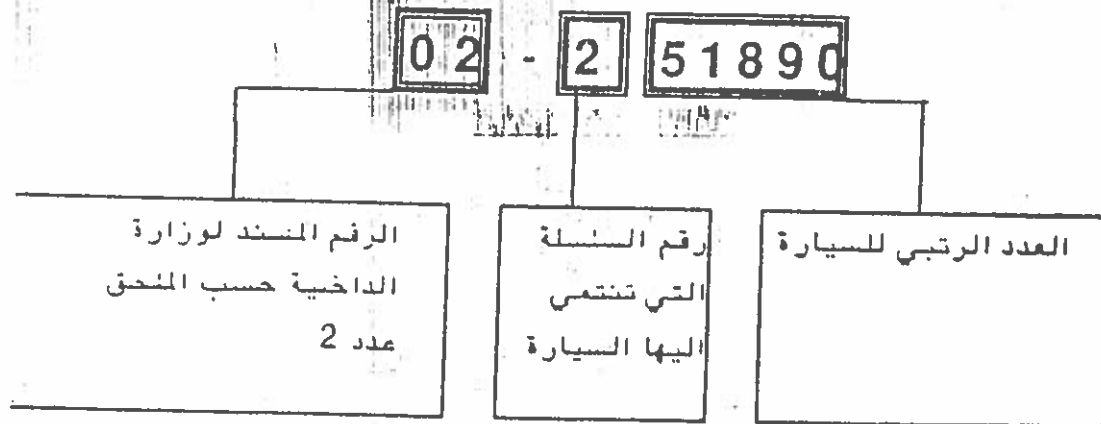 02 - 2 51890
الرقم المسند لوزارة
الداخلية حسب الملحق
عدد 2
رقم السلسلة
التي تنتمي
اليها السيارة
العدد الرتبي للسيارة